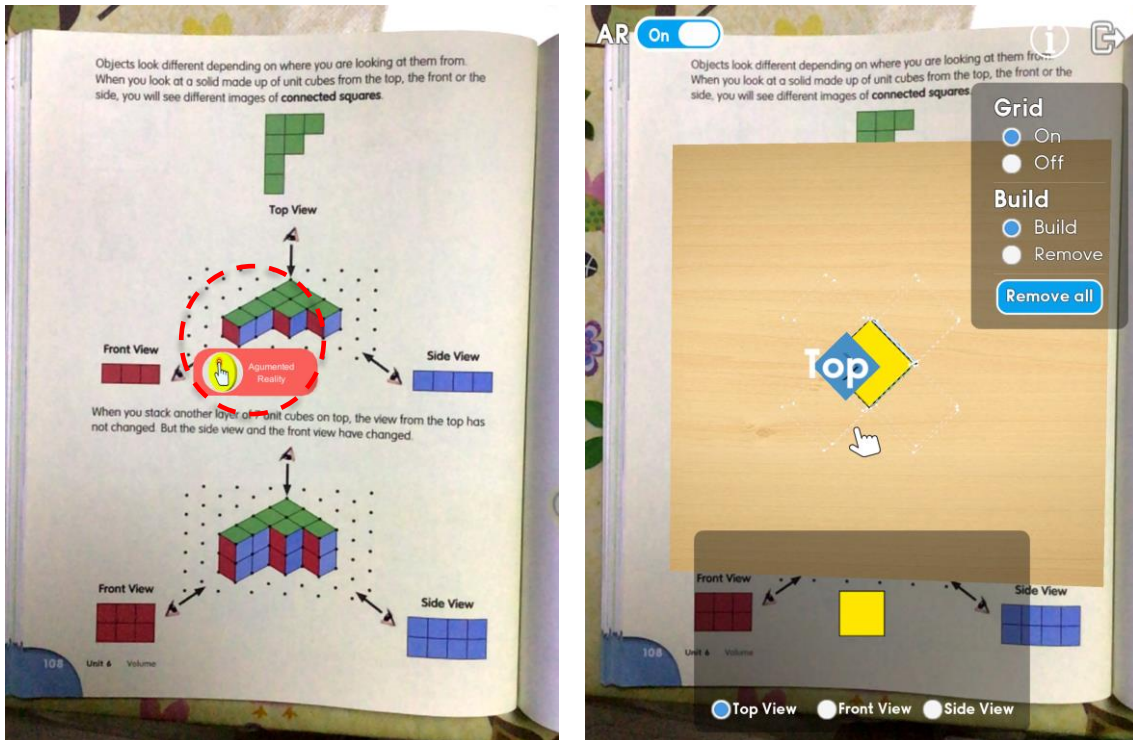 Objects look different depending on where you are looking at them from.
When you look at a solid made up of unit cubes from the top, the front or the
side, you will see different images of connected squares.
Top View
Front View
Side View
Agumented
Reality
When you stack another layer of 7 unit cubes on top, the view from the top has
not changed. But the side view and the front view have changed.
Front View
Side View
108 Unit 6 Volume
AR On
Objects look different depending on where you are looking at them from.
When you look at a solid made up of unit cubes from the top, the front or the
side, you will see different images of connected squares.
Grid
On
Off
Build
Build
Remove
Remove all
Top
Front View
Side View
108 Unit 6 Volume
Top View Front View Side View